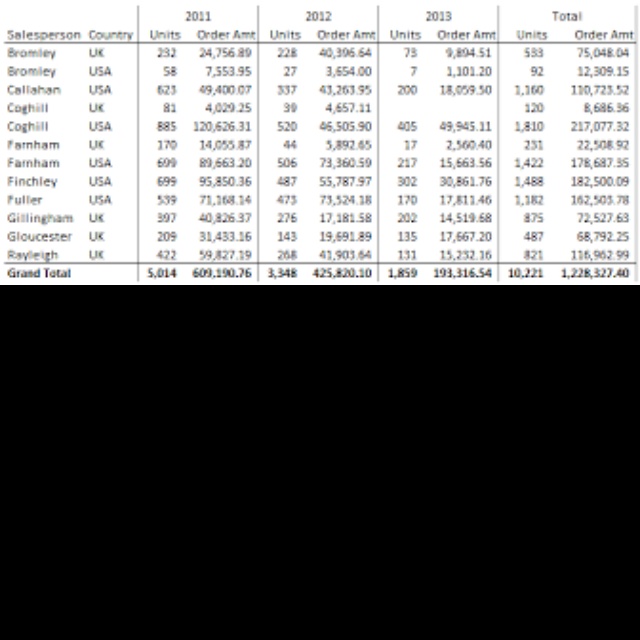 2011 2012 2013 Total
Salesperson Country Units Order Amt Units Order Amt Units Order Amt Units Order Amt
Bromley UK 232 24,756.89 228 40,396.64 73 9,894.51 533 75,048.04
Bromley USA 58 7,553.95 27 3,654.00 7 1,101.20 92 12,309.15
Callahan USA 623 49,400.07 337 43,263.95 200 18,059.50 1,160 110,723.52
Coghill UK 81 4,029.25 39 4,657.11 120 8,686.36
Coghill USA 885 120,626.31 520 46,505.90 405 49,945.11 1,810 217,077.32
Farnham UK 170 14,055.87 44 5,892.65 17 2,560.40 231 22,508.92
Farnham USA 699 89,663.20 506 73,360.59 217 15,663.56 1,422 178,687.35
Finchley USA 699 95,850.36 487 55,787.97 302 30,861.76 1,488 182,500.09
Fuller USA 539 71,168.14 473 73,524.18 170 17,811.46 1,182 162,503.78
Gillingham UK 397 40,826.37 276 17,181.58 202 14,519.68 875 72,527.63
Gloucester UK 209 31,433.16 143 19,691.89 135 17,667.20 487 68,792.25
Rayleigh UK 422 59,827.19 268 41,903.64 131 15,232.16 821 116,962.99
Grand Total 5,014 609,190.76 3,348 425,820.10 1,859 193,316.54 10,221 1,228,327.40